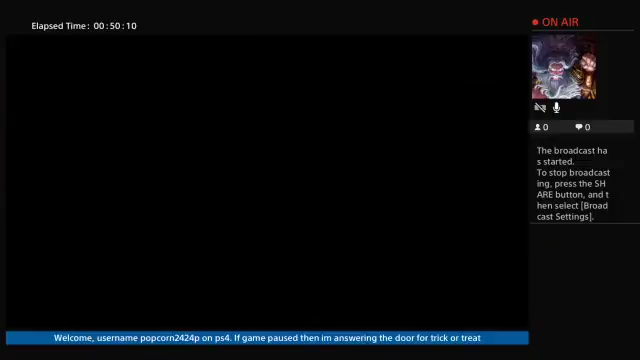 Elapsed Time: 00:50:10
ON AIR
0 0
The broadcast ha
s started.
To stop broadcast
ing, press the SH
ARE button, and t
hen select [Broad
cast Settings].
Welcome, username popcorn2424p on ps4. If game paused then im answering the door for trick or treat